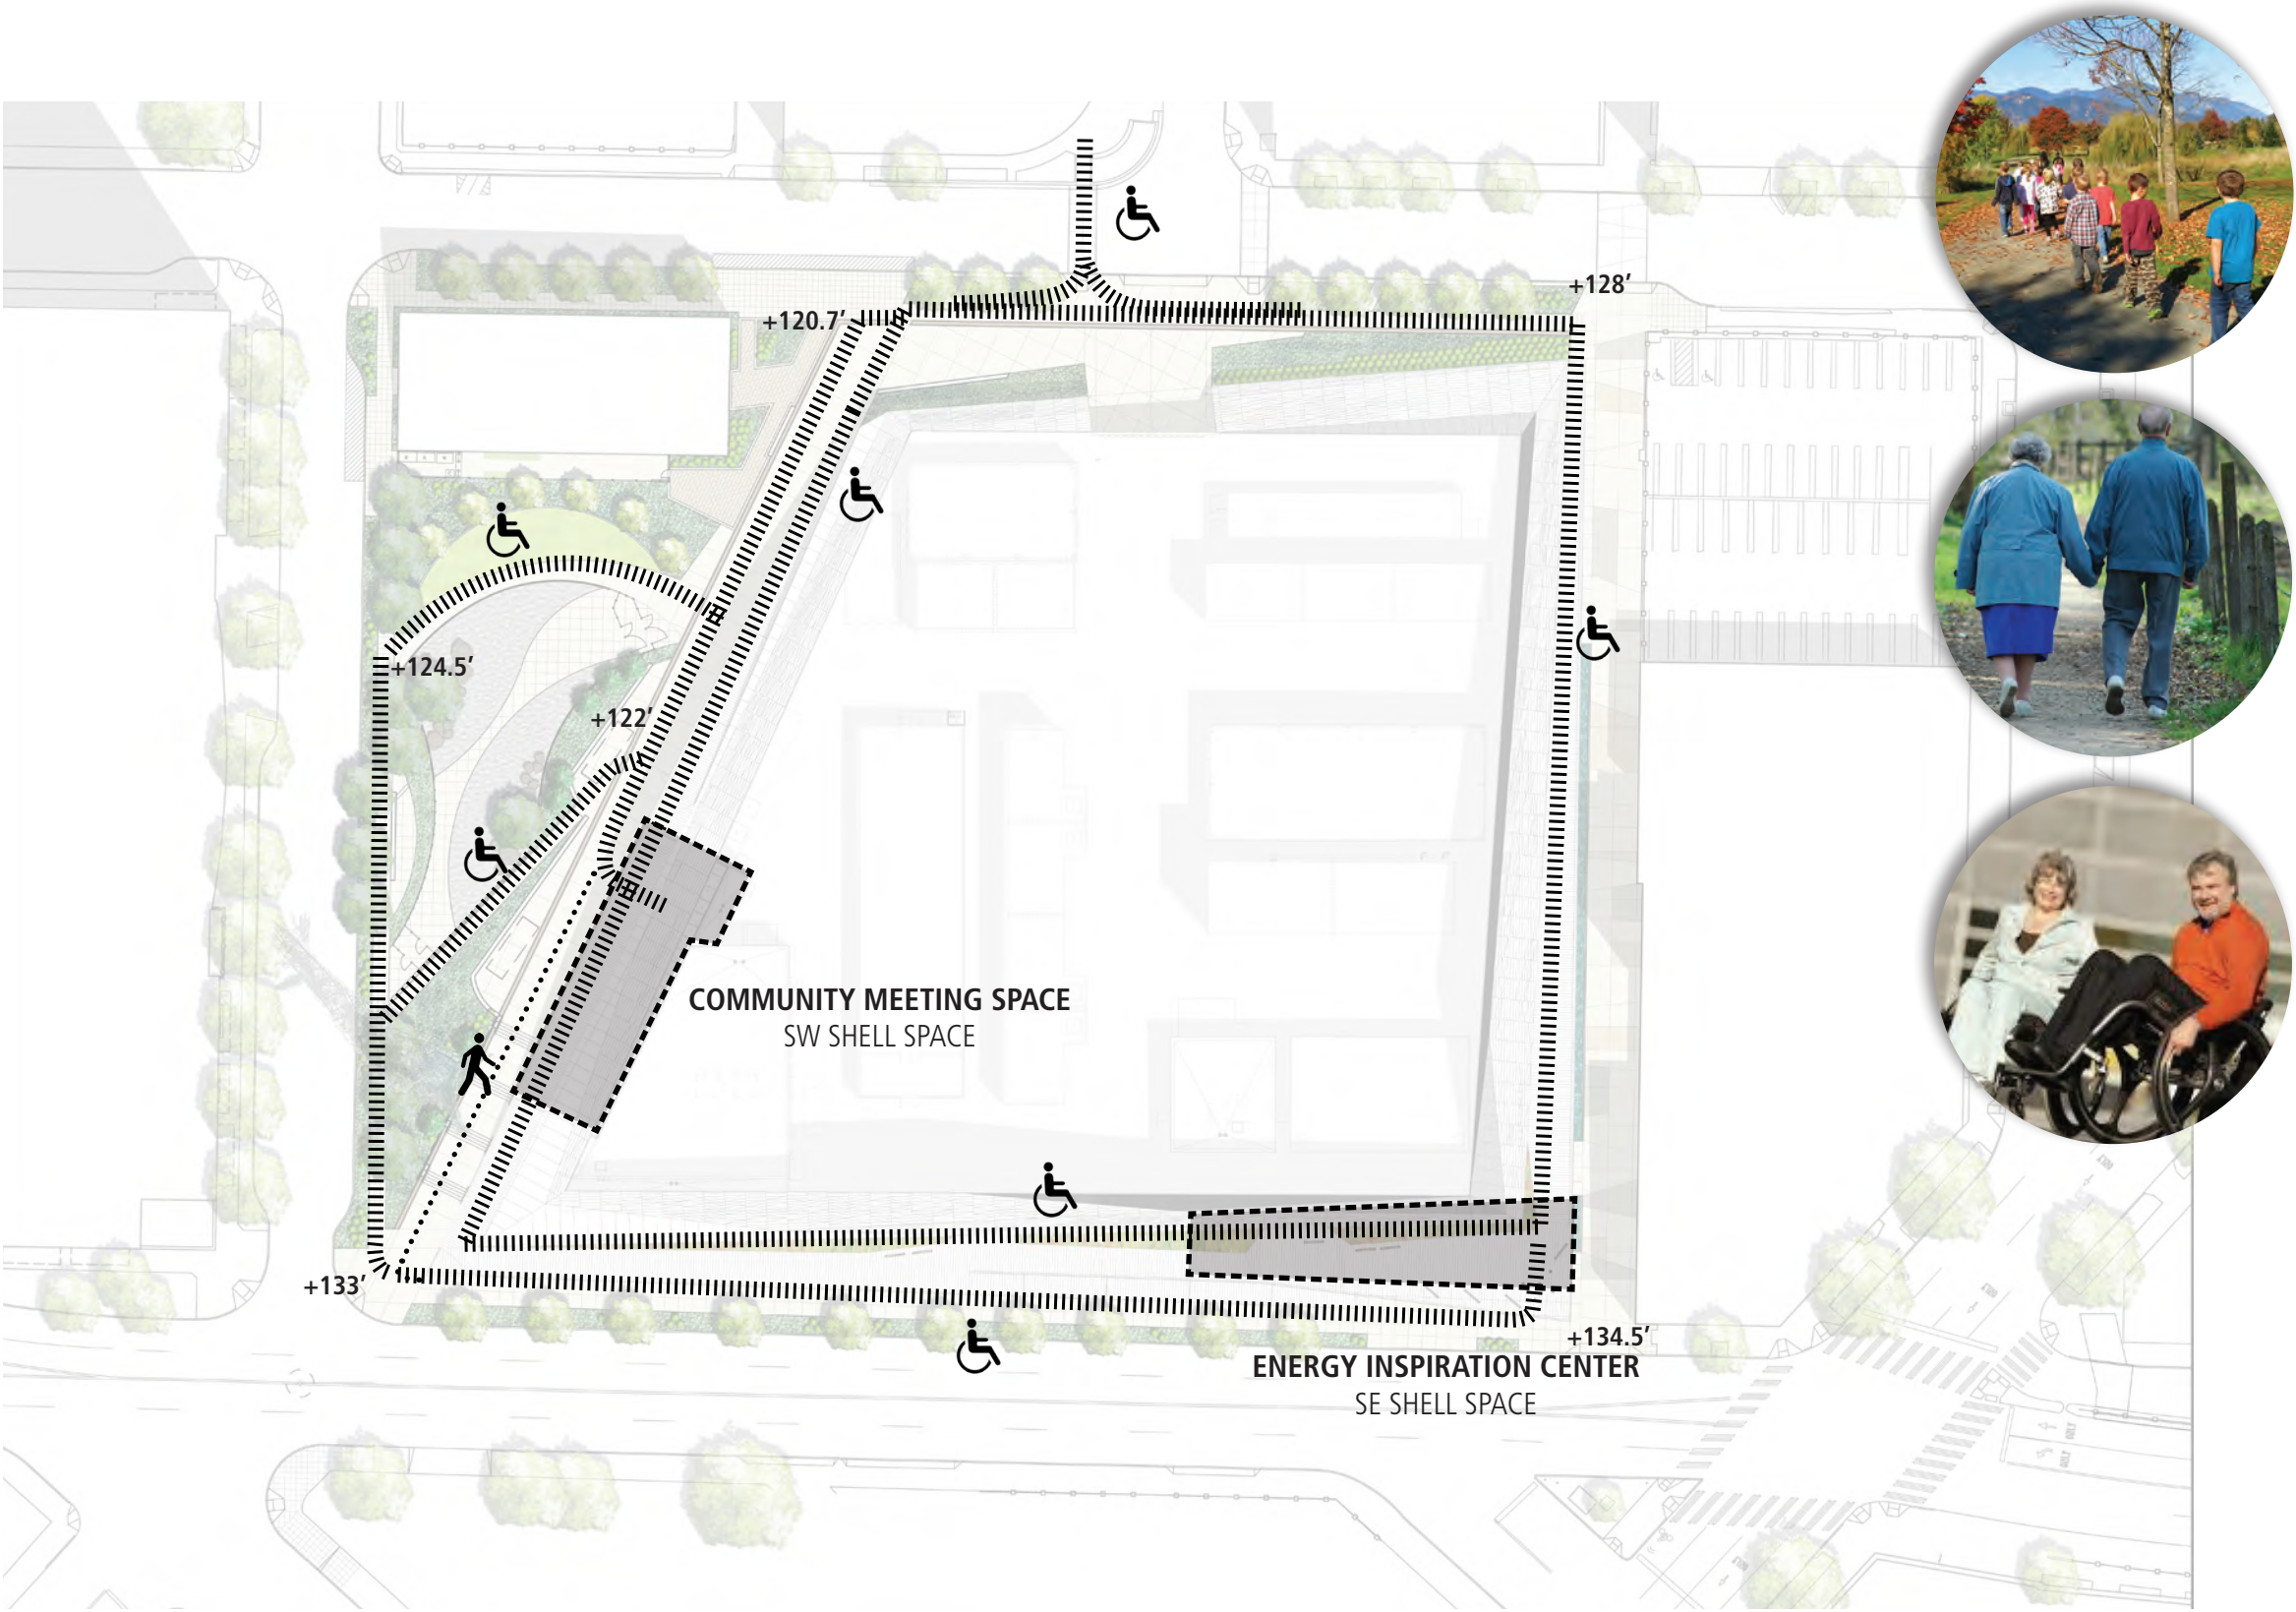 +128’
+120.7’
+124.5’
+122’
COMMUNITY MEETING SPACE
SW SHELL SPACE
+133’
+134.5’
ENERGY INSPIRATION CENTER
SE SHELL SPACE